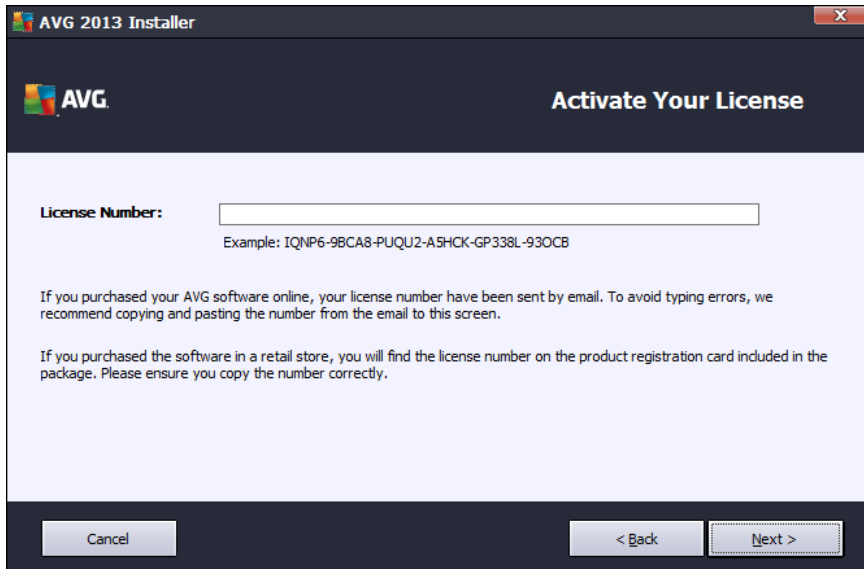 AVG 2013 Installer
X
AVG.
Activate Your License
License Number:
Example: IQNP6-9BCA8-PUQU2-A5HCK-GP338L-93OCB
If you purchased your AVG software online, your license number have been sent by email. To avoid typing errors, we
recommend copying and pasting the number from the email to this screen.
If you purchased the software in a retail store, you will find the license number on the product registration card included in the
package. Please ensure you copy the number correctly.
Cancel
< Back
Next >